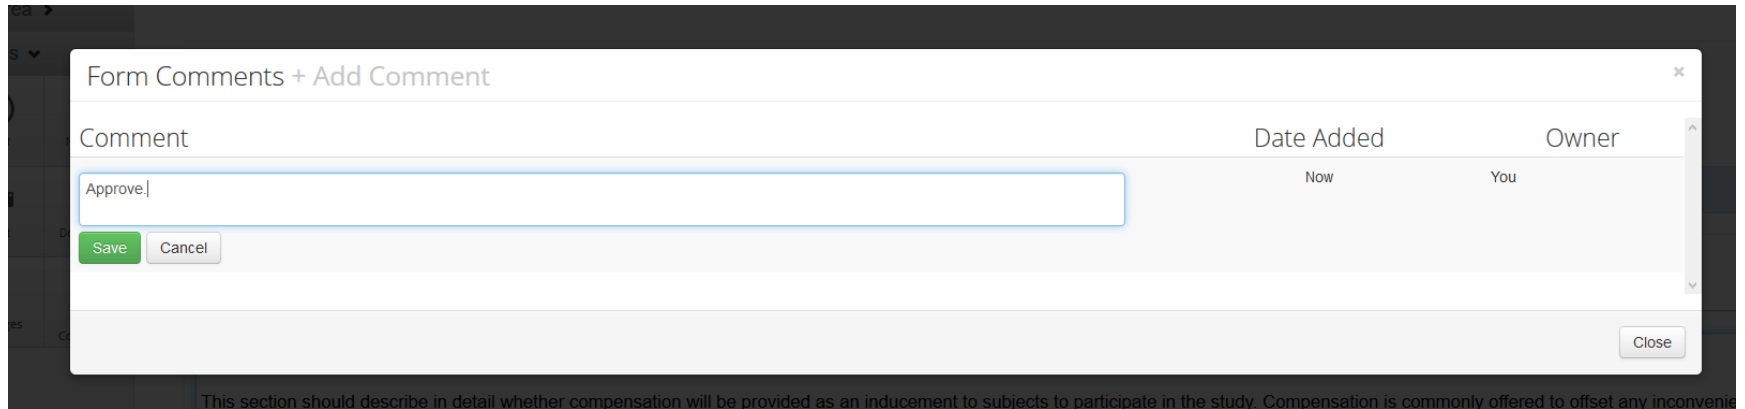 Form Comments + Add Comment ×
Comment Date Added Owner
Approve. Now You
Save Cancel
Close
This section should describe in detail whether compensation will be provided as an inducement to subjects to participate in the study. Compensation is commonly offered to offset any